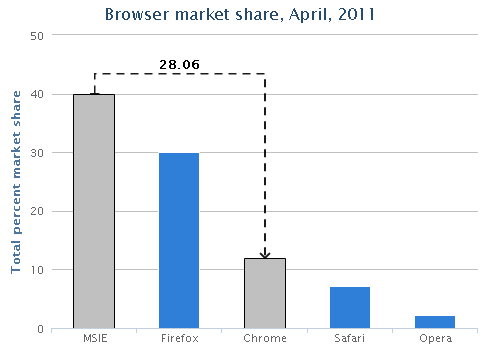 Browser market share, April, 2011
Total percent market share
50
40
30
20
10
0
28.06
MSIE Firefox Chrome Safari Opera